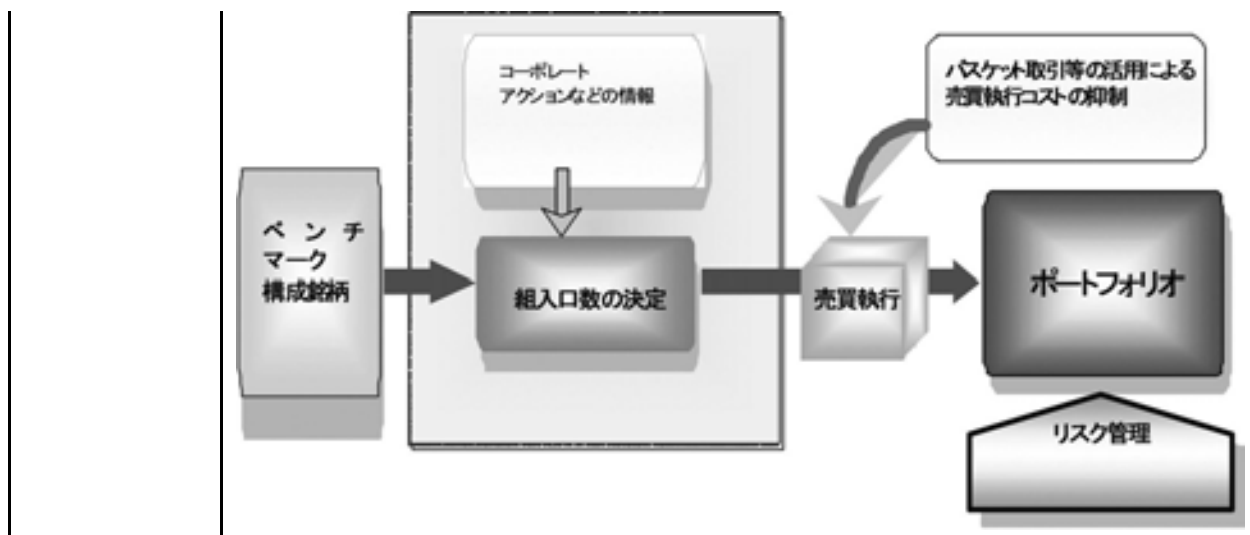 コーポレート
アクションなどの情報
バスケット取引等の活用による
売買執行コストの抑制
ベンチ
マーク
構成銘柄
組入口数の決定
売買執行
ポートフォリオ
リスク管理